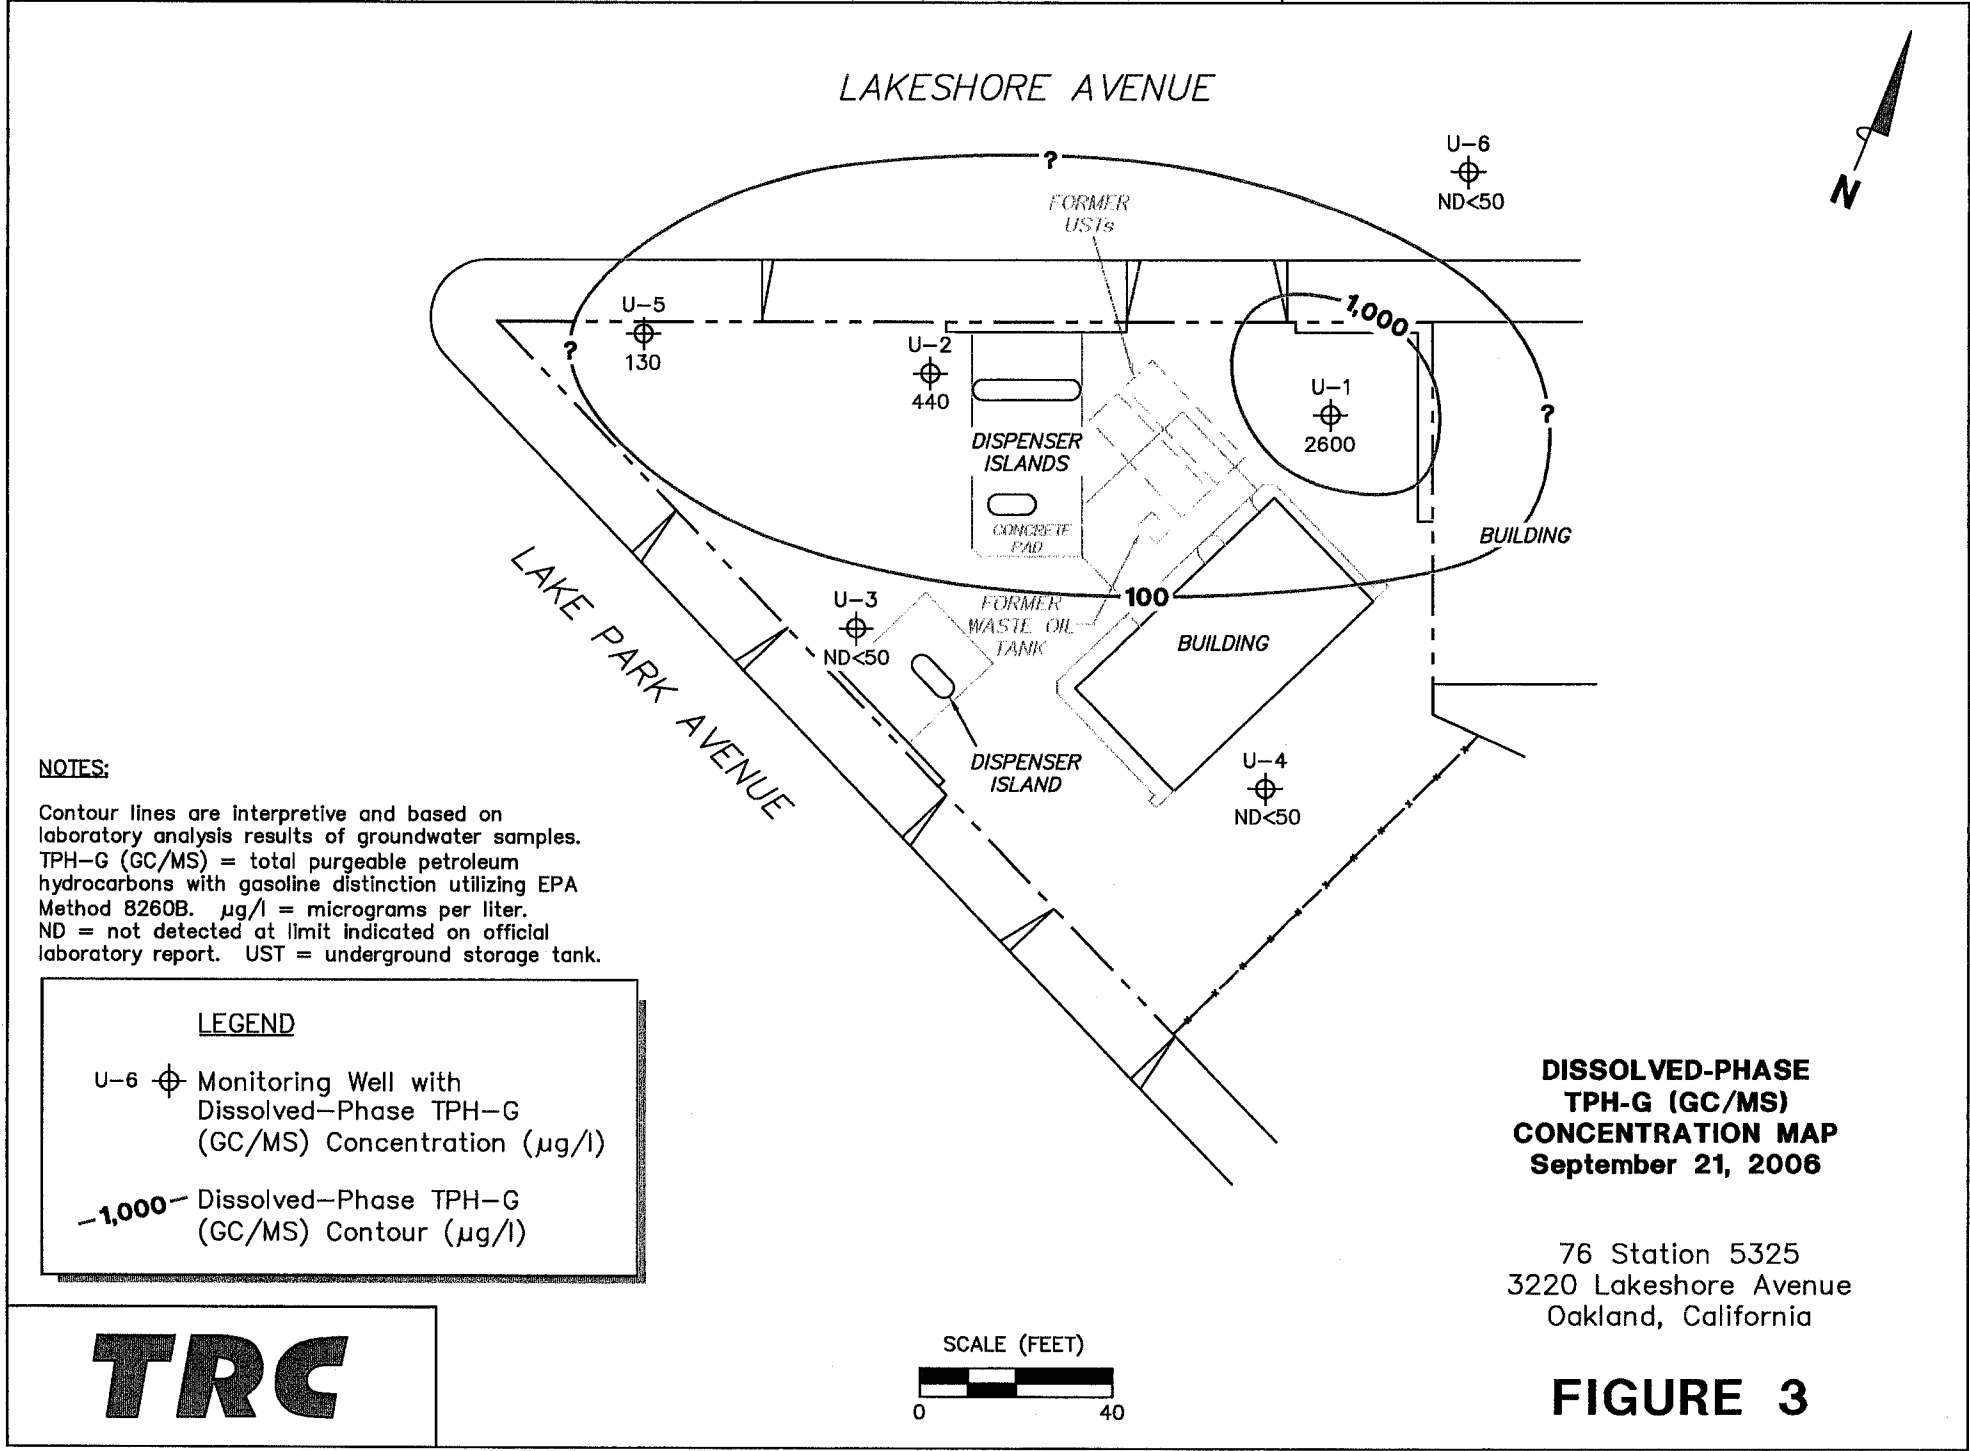 LAKESHORE AVENUE
N
?
U-6
ND<50
FORMER
USTs
1,000
U-5
130
?
U-2
440
U-1
2600
?
DISPENSER
ISLANDS
CONCRETE
PAD
BUILDING
100
LAKE PARK AVENUE
U-3
ND<50
FORMER
WASTE OIL
TANK
BUILDING
DISPENSER
ISLAND
U-4
ND<50
NOTES:
Contour lines are interpretive and based on
laboratory analysis results of groundwater samples.
TPH-G (GC/MS) = total purgeable petroleum
hydrocarbons with gasoline distinction utilizing EPA
Method 8260B.  µg/l = micrograms per liter.
ND = not detected at limit indicated on official
laboratory report.  UST = underground storage tank.
LEGEND
U-6 Monitoring Well with
Dissolved-Phase TPH-G
(GC/MS) Concentration (µg/l)
-1,000- Dissolved-Phase TPH-G
(GC/MS) Contour (µg/l)
TRC
SCALE (FEET)
0 40
DISSOLVED-PHASE
TPH-G (GC/MS)
CONCENTRATION MAP
September 21, 2006
76 Station 5325
3220 Lakeshore Avenue
Oakland, California
FIGURE 3